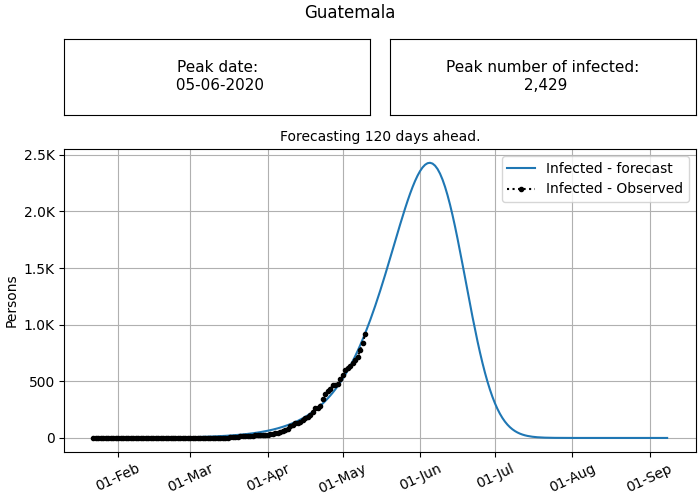 Guatemala
Peak date:
05-06-2020
Peak number of infected:
2,429
Forecasting 120 days ahead.
Infected - forecast
Infected - Observed
Persons
2.5K
2.0K
1.5K
1.0K
500
0
01-Feb
01-Mar
01-Apr
01-May
01-Jun
01-Jul
01-Aug
01-Sep